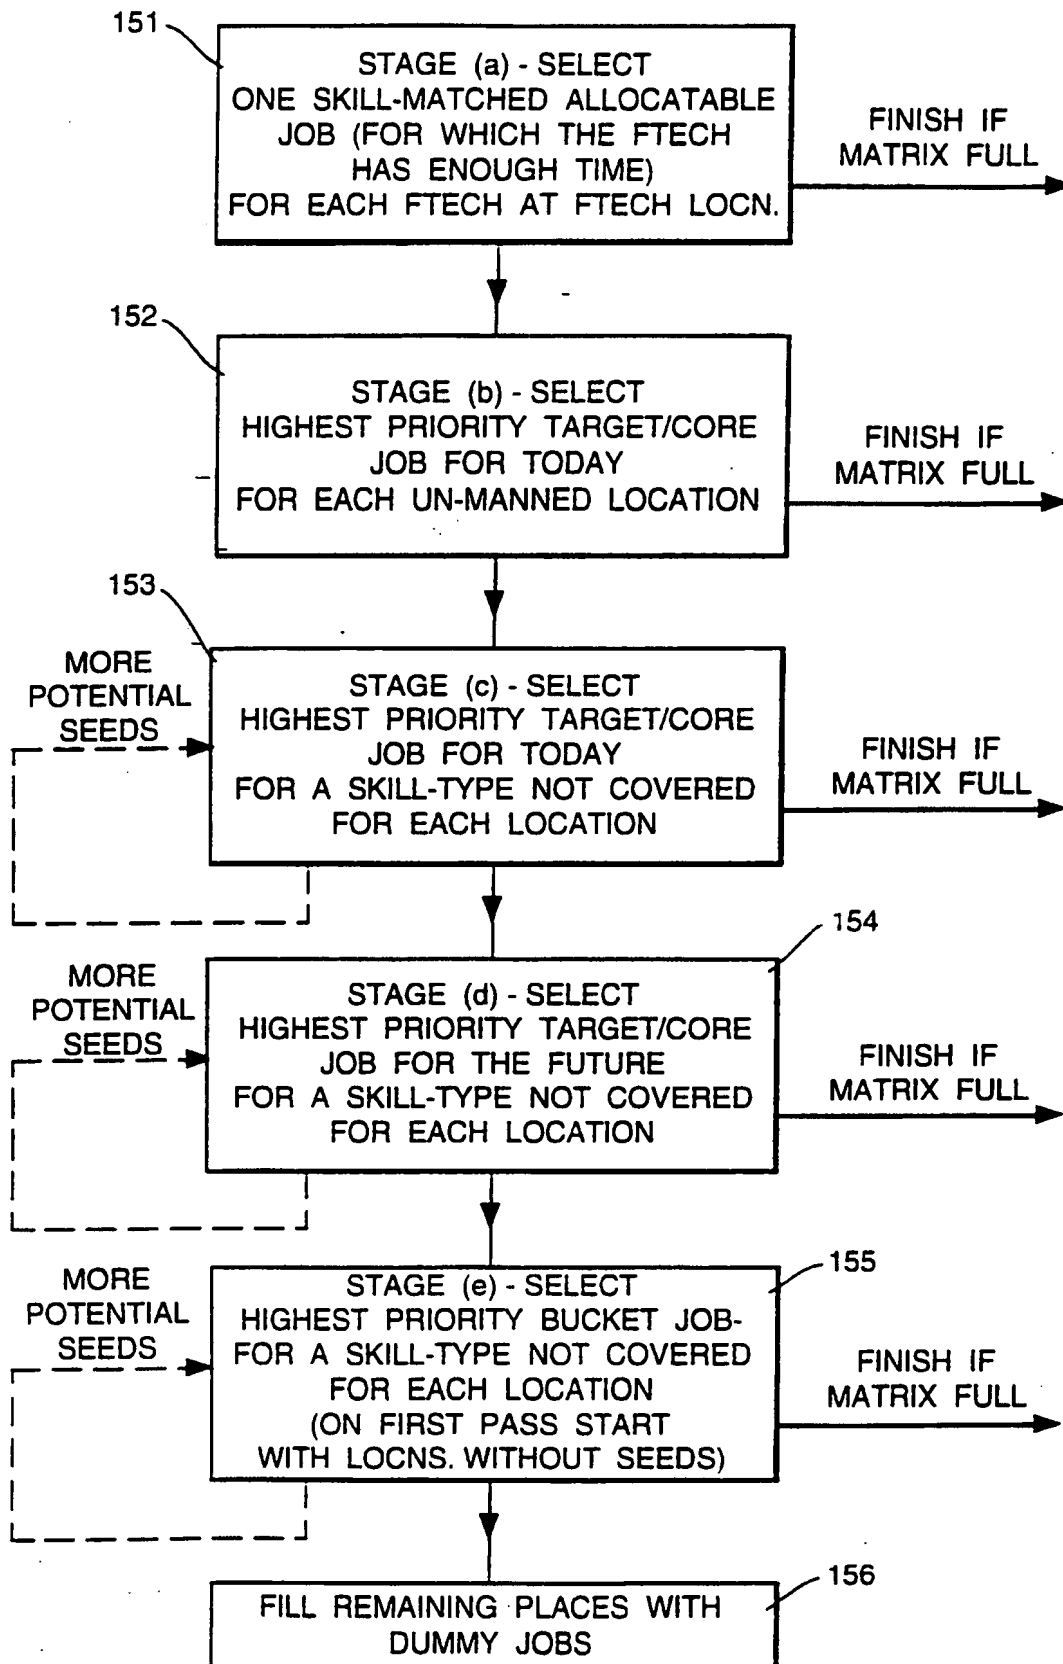 151
STAGE (a) - SELECT
ONE SKILL-MATCHED ALLOCATABLE
JOB (FOR WHICH THE FTECH
HAS ENOUGH TIME)
FOR EACH FTECH AT FTECH LOCN.
FINISH IF
MATRIX FULL
152
STAGE (b) - SELECT
HIGHEST PRIORITY TARGET/CORE
JOB FOR TODAY
FOR EACH UN-MANNED LOCATION
FINISH IF
MATRIX FULL
153
MORE
POTENTIAL
SEEDS
STAGE (c) - SELECT
HIGHEST PRIORITY TARGET/CORE
JOB FOR TODAY
FOR A SKILL-TYPE NOT COVERED
FOR EACH LOCATION
FINISH IF
MATRIX FULL
154
MORE
POTENTIAL
SEEDS
STAGE (d) - SELECT
HIGHEST PRIORITY TARGET/CORE
JOB FOR THE FUTURE
FOR A SKILL-TYPE NOT COVERED
FOR EACH LOCATION
FINISH IF
MATRIX FULL
155
MORE
POTENTIAL
SEEDS
STAGE (e) - SELECT
HIGHEST PRIORITY BUCKET JOB-
FOR A SKILL-TYPE NOT COVERED
FOR EACH LOCATION
(ON FIRST PASS START
WITH LOCNS. WITHOUT SEEDS)
FINISH IF
MATRIX FULL
156
FILL REMAINING PLACES WITH
DUMMY JOBS